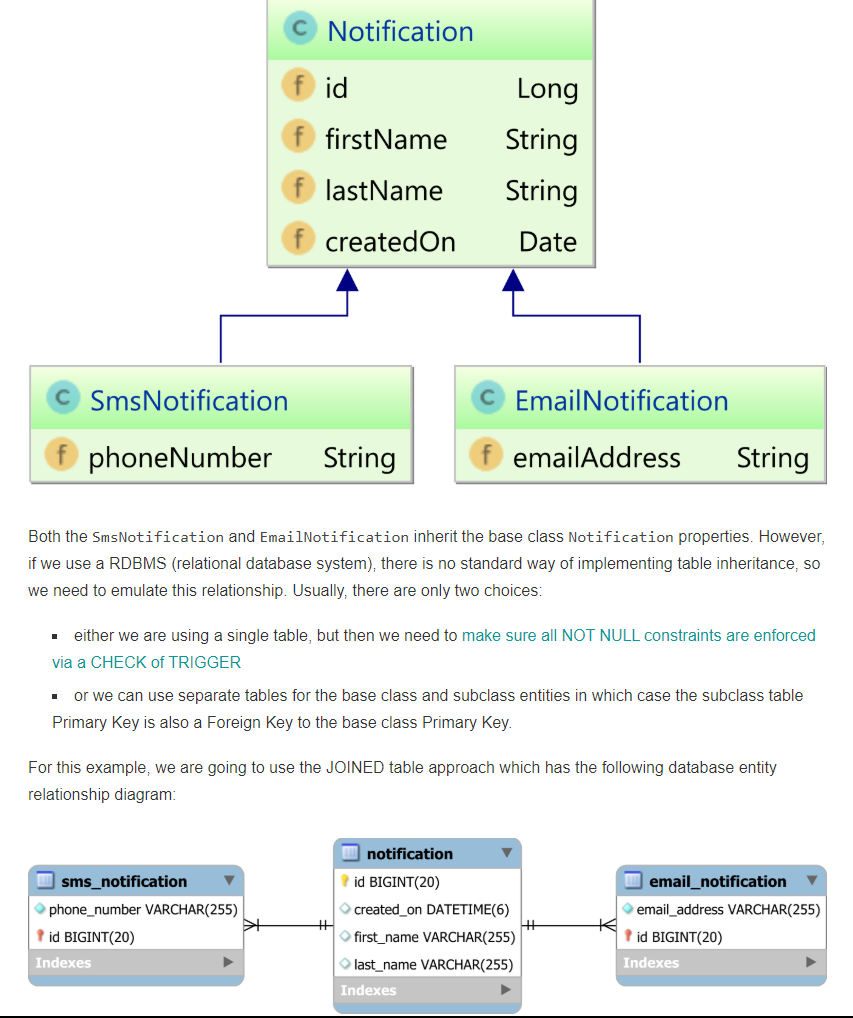 C Notification
f id Long
f firstName String
f lastName String
f createdOn Date
C SmsNotification
f phoneNumber String
C EmailNotification
f emailAddress String
Both the SmsNotification and EmailNotification inherit the base class Notification properties. However,
if we use a RDBMS (relational database system), there is no standard way of implementing table inheritance, so
we need to emulate this relationship. Usually, there are only two choices:
either we are using a single table, but then we need to make sure all NOT NULL constraints are enforced
via a CHECK of TRIGGER
or we can use separate tables for the base class and subclass entities in which case the subclass table
Primary Key is also a Foreign Key to the base class Primary Key.
For this example, we are going to use the JOINED table approach which has the following database entity
relationship diagram:
sms_notification
phone_number VARCHAR(255)
id BIGINT(20)
Indexes
notification
id BIGINT(20)
created_on DATETIME(6)
first_name VARCHAR(255)
last_name VARCHAR(255)
Indexes
email_notification
email_address VARCHAR(255)
id BIGINT(20)
Indexes